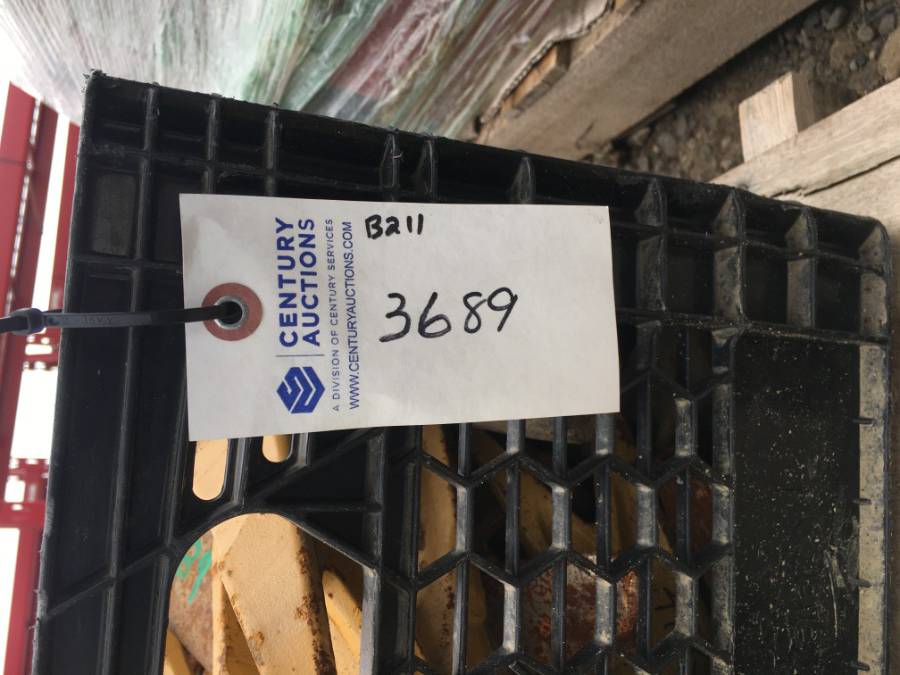 B211
3689
CENTURY
AUCTIONS
A DIVISION OF CENTURY SERVICES
WWW.CENTURYAUCTIONS.COM